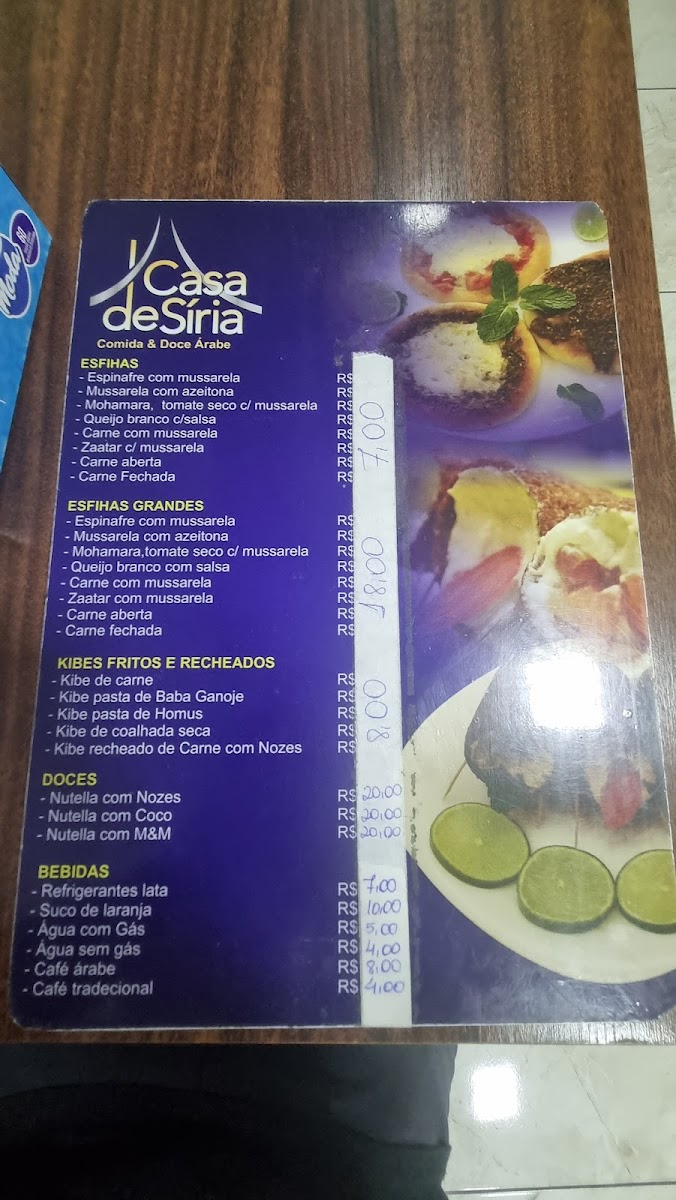 Moda
60
Casa
deSíria
Comida & Doce Árabe
ESFIHAS
- Espinafre com mussarela R$
- Mussarela com azeitona R$
- Mohamara, tomate seco c/ mussarela R$
- Queijo branco c/salsa R$
- Carne com mussarela R$
- Zaatar c/ mussarela R$
- Carne aberta R$
- Carne Fechada R$
7,00
ESFIHAS GRANDES
- Espinafre com mussarela R$
- Mussarela com azeitona R$
- Mohamara,tomate seco c/ mussarela R$
- Queijo branco com salsa R$
- Carne com mussarela R$
- Zaatar com mussarela R$
- Carne aberta R$
- Carne fechada R$
18,00
KIBES FRITOS E RECHEADOS
- Kibe de carne R$
- Kibe pasta de Baba Ganoje R$
- Kibe pasta de Homus R$
- Kibe de coalhada seca R$
- Kibe recheado de Carne com Nozes R$
8,00
DOCES
- Nutella com Nozes R$ 20,00
- Nutella com Coco R$ 20,00
- Nutella com M&M R$ 20,00
BEBIDAS
- Refrigerantes lata R$ 7,00
- Suco de laranja R$ 10,00
- Água com Gás R$ 5,00
- Água sem gás R$ 4,00
- Café árabe R$ 8,00
- Café tradecional R$ 4,00